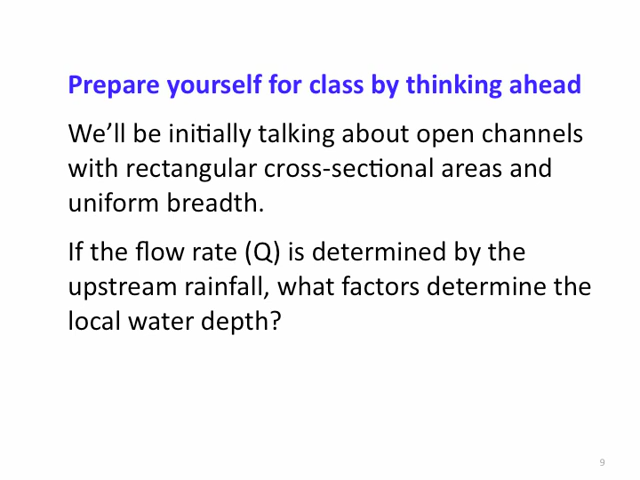 Prepare yourself for class by thinking ahead
We’ll be initially talking about open channels
with rectangular cross-sectional areas and
uniform breadth.
If the flow rate (Q) is determined by the
upstream rainfall, what factors determine the
local water depth?
9